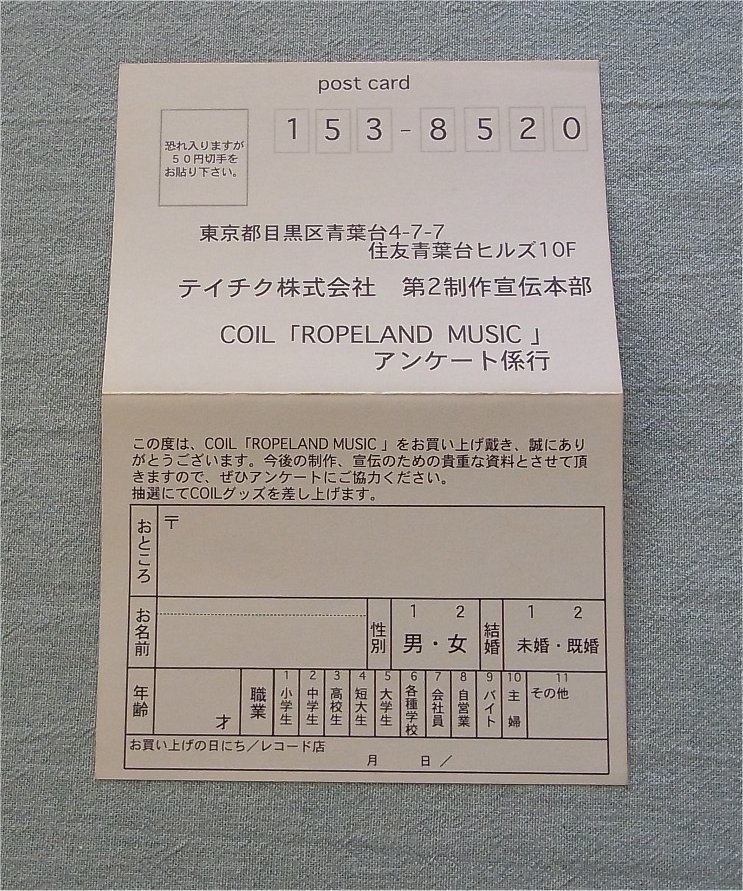 post card
恐れ入りますが
５０円切手を
お貼り下さい。
153-8520
東京都目黒区青葉台4-7-7
住友青葉台ヒルズ10F
テイチク株式会社　第2制作宣伝本部
COIL「ROPELAND MUSIC」
アンケート係行
この度は、COIL「ROPELAND MUSIC」をお買い上げ戴き、誠にあり
がとうございます。今後の制作、宣伝のための貴重な資料とさせて頂
きますので、ぜひアンケートにご協力ください。
抽選にてCOILグッズを差し上げます。
おところ
〒
お名前
性別
1 2
男・女
結婚
1 2
未婚・既婚
年齢
才
職業
1 小学生
2 中学生
3 高校生
4 短大生
5 大学生
6 各種学校
7 会社員
8 自営業
9 バイト
10 主婦
11 その他
お買い上げの日にち／レコード店
月 日 ／